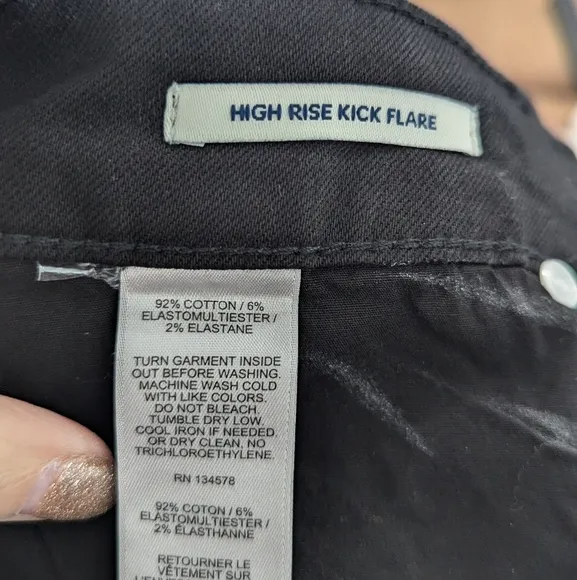 HIGH RISE KICK FLARE
92% COTTON / 6%
ELASTOMULTIESTER /
2% ELASTANE
TURN GARMENT INSIDE
OUT BEFORE WASHING.
MACHINE WASH COLD
WITH LIKE COLORS.
DO NOT BLEACH.
TUMBLE DRY LOW.
COOL IRON IF NEEDED.
OR DRY CLEAN, NO
TRICHLOROETHYLENE.
RN 134578
92% COTON / 6%
ELASTOMULTIESTER /
2% ÉLASTHANNE
RETOURNER LE
VÊTEMENT SUR